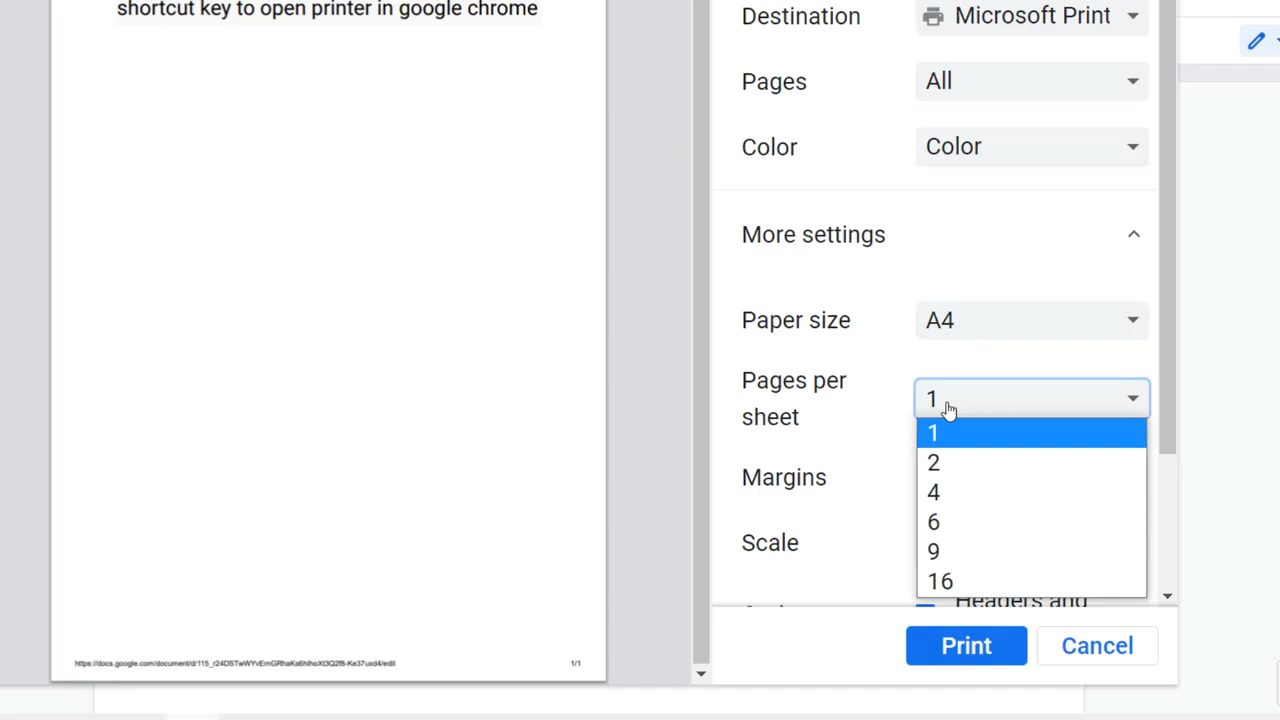 shortcut key to open printer in google chrome
Destination
Microsoft Print
Pages
All
Color
Color
More settings
Paper size
A4
Pages per
sheet
1
1
2
4
6
9
16
Margins
Scale
Headers and
Print
Cancel
1/1